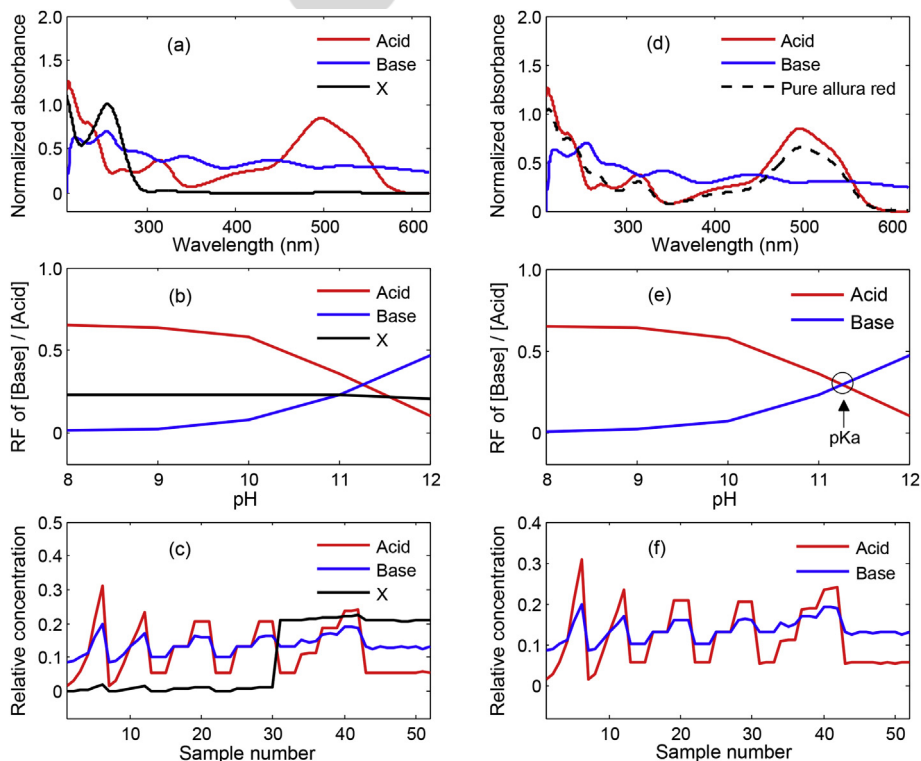 (a)
Acid
Base
X
Normalized absorbance
2.0
1.5
1.0
0.5
0
300
400
500
600
Wavelength (nm)
(d)
Acid
Base
Pure allura red
Normalized absorbance
2.0
1.5
1.0
0.5
0
300
400
500
600
Wavelength (nm)
(b)
Acid
Base
X
RF of [Base] / [Acid]
1.0
0.5
0
8
9
10
11
12
pH
(e)
Acid
Base
pKa
RF of [Base] / [Acid]
1.0
0.5
0
8
9
10
11
12
pH
(c)
Acid
Base
X
Relative concentration
0.5
0.4
0.3
0.2
0.1
0
10
20
30
40
50
Sample number
(f)
Acid
Base
Relative concentration
0.4
0.3
0.2
0.1
0
10
20
30
40
50
Sample number